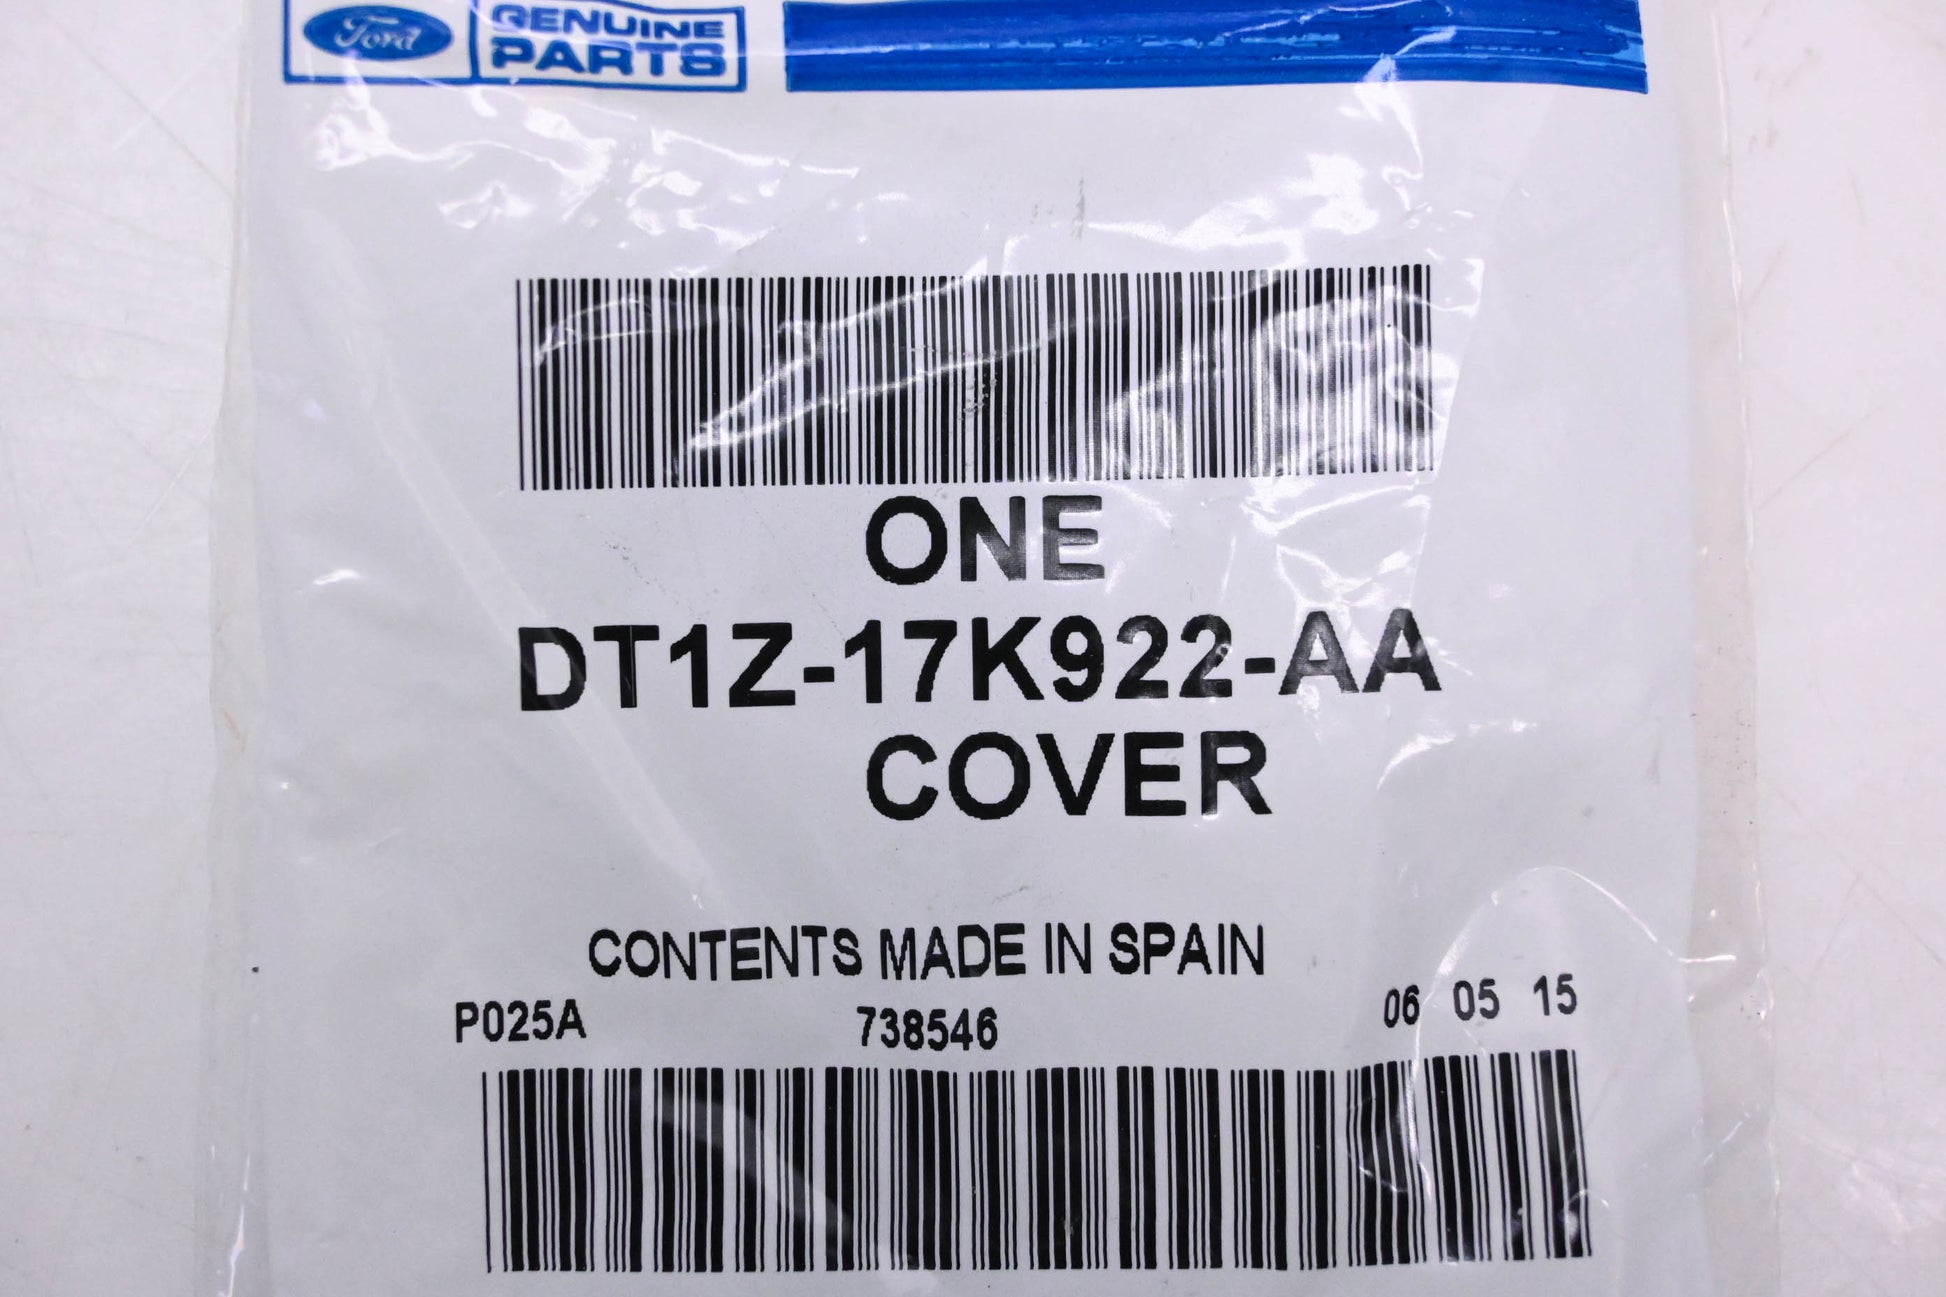 Ford
GENUINE
PARTS
ONE
DT1Z-17K922-AA
COVER
CONTENTS MADE IN SPAIN
P025A 738546 06 05 15